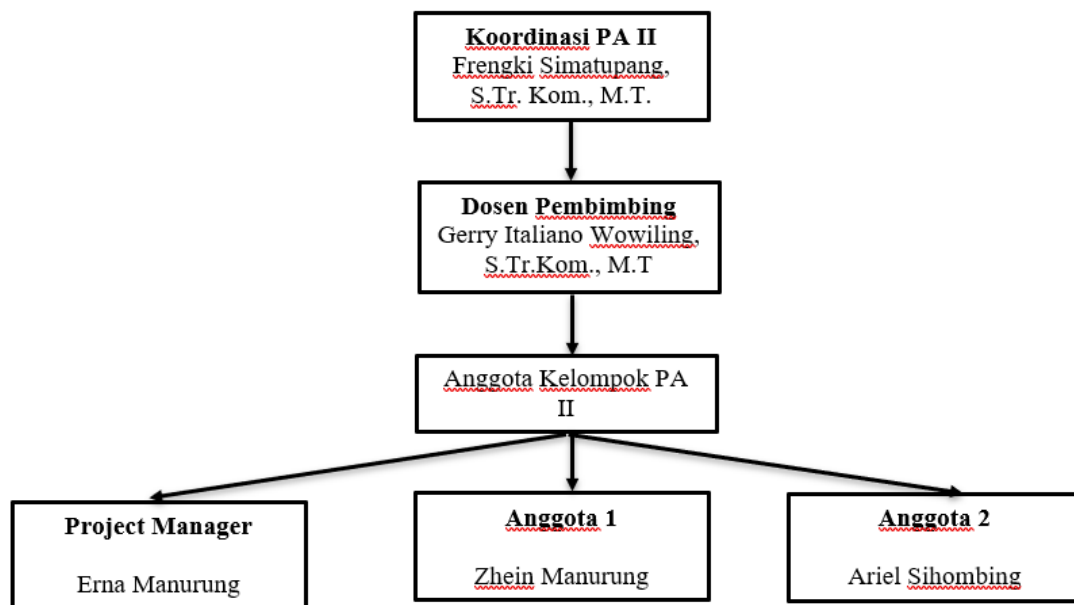 Koordinasi PA II
Frengki Simatupang,
S.Tr. Kom., M.T.
Dosen Pembimbing
Gerry Italiano Wowiling,
S.Tr.Kom., M.T
Anggota Kelompok PA
II
Project Manager
Erna Manurung
Anggota 1
Zhein Manurung
Anggota 2
Ariel Sihombing